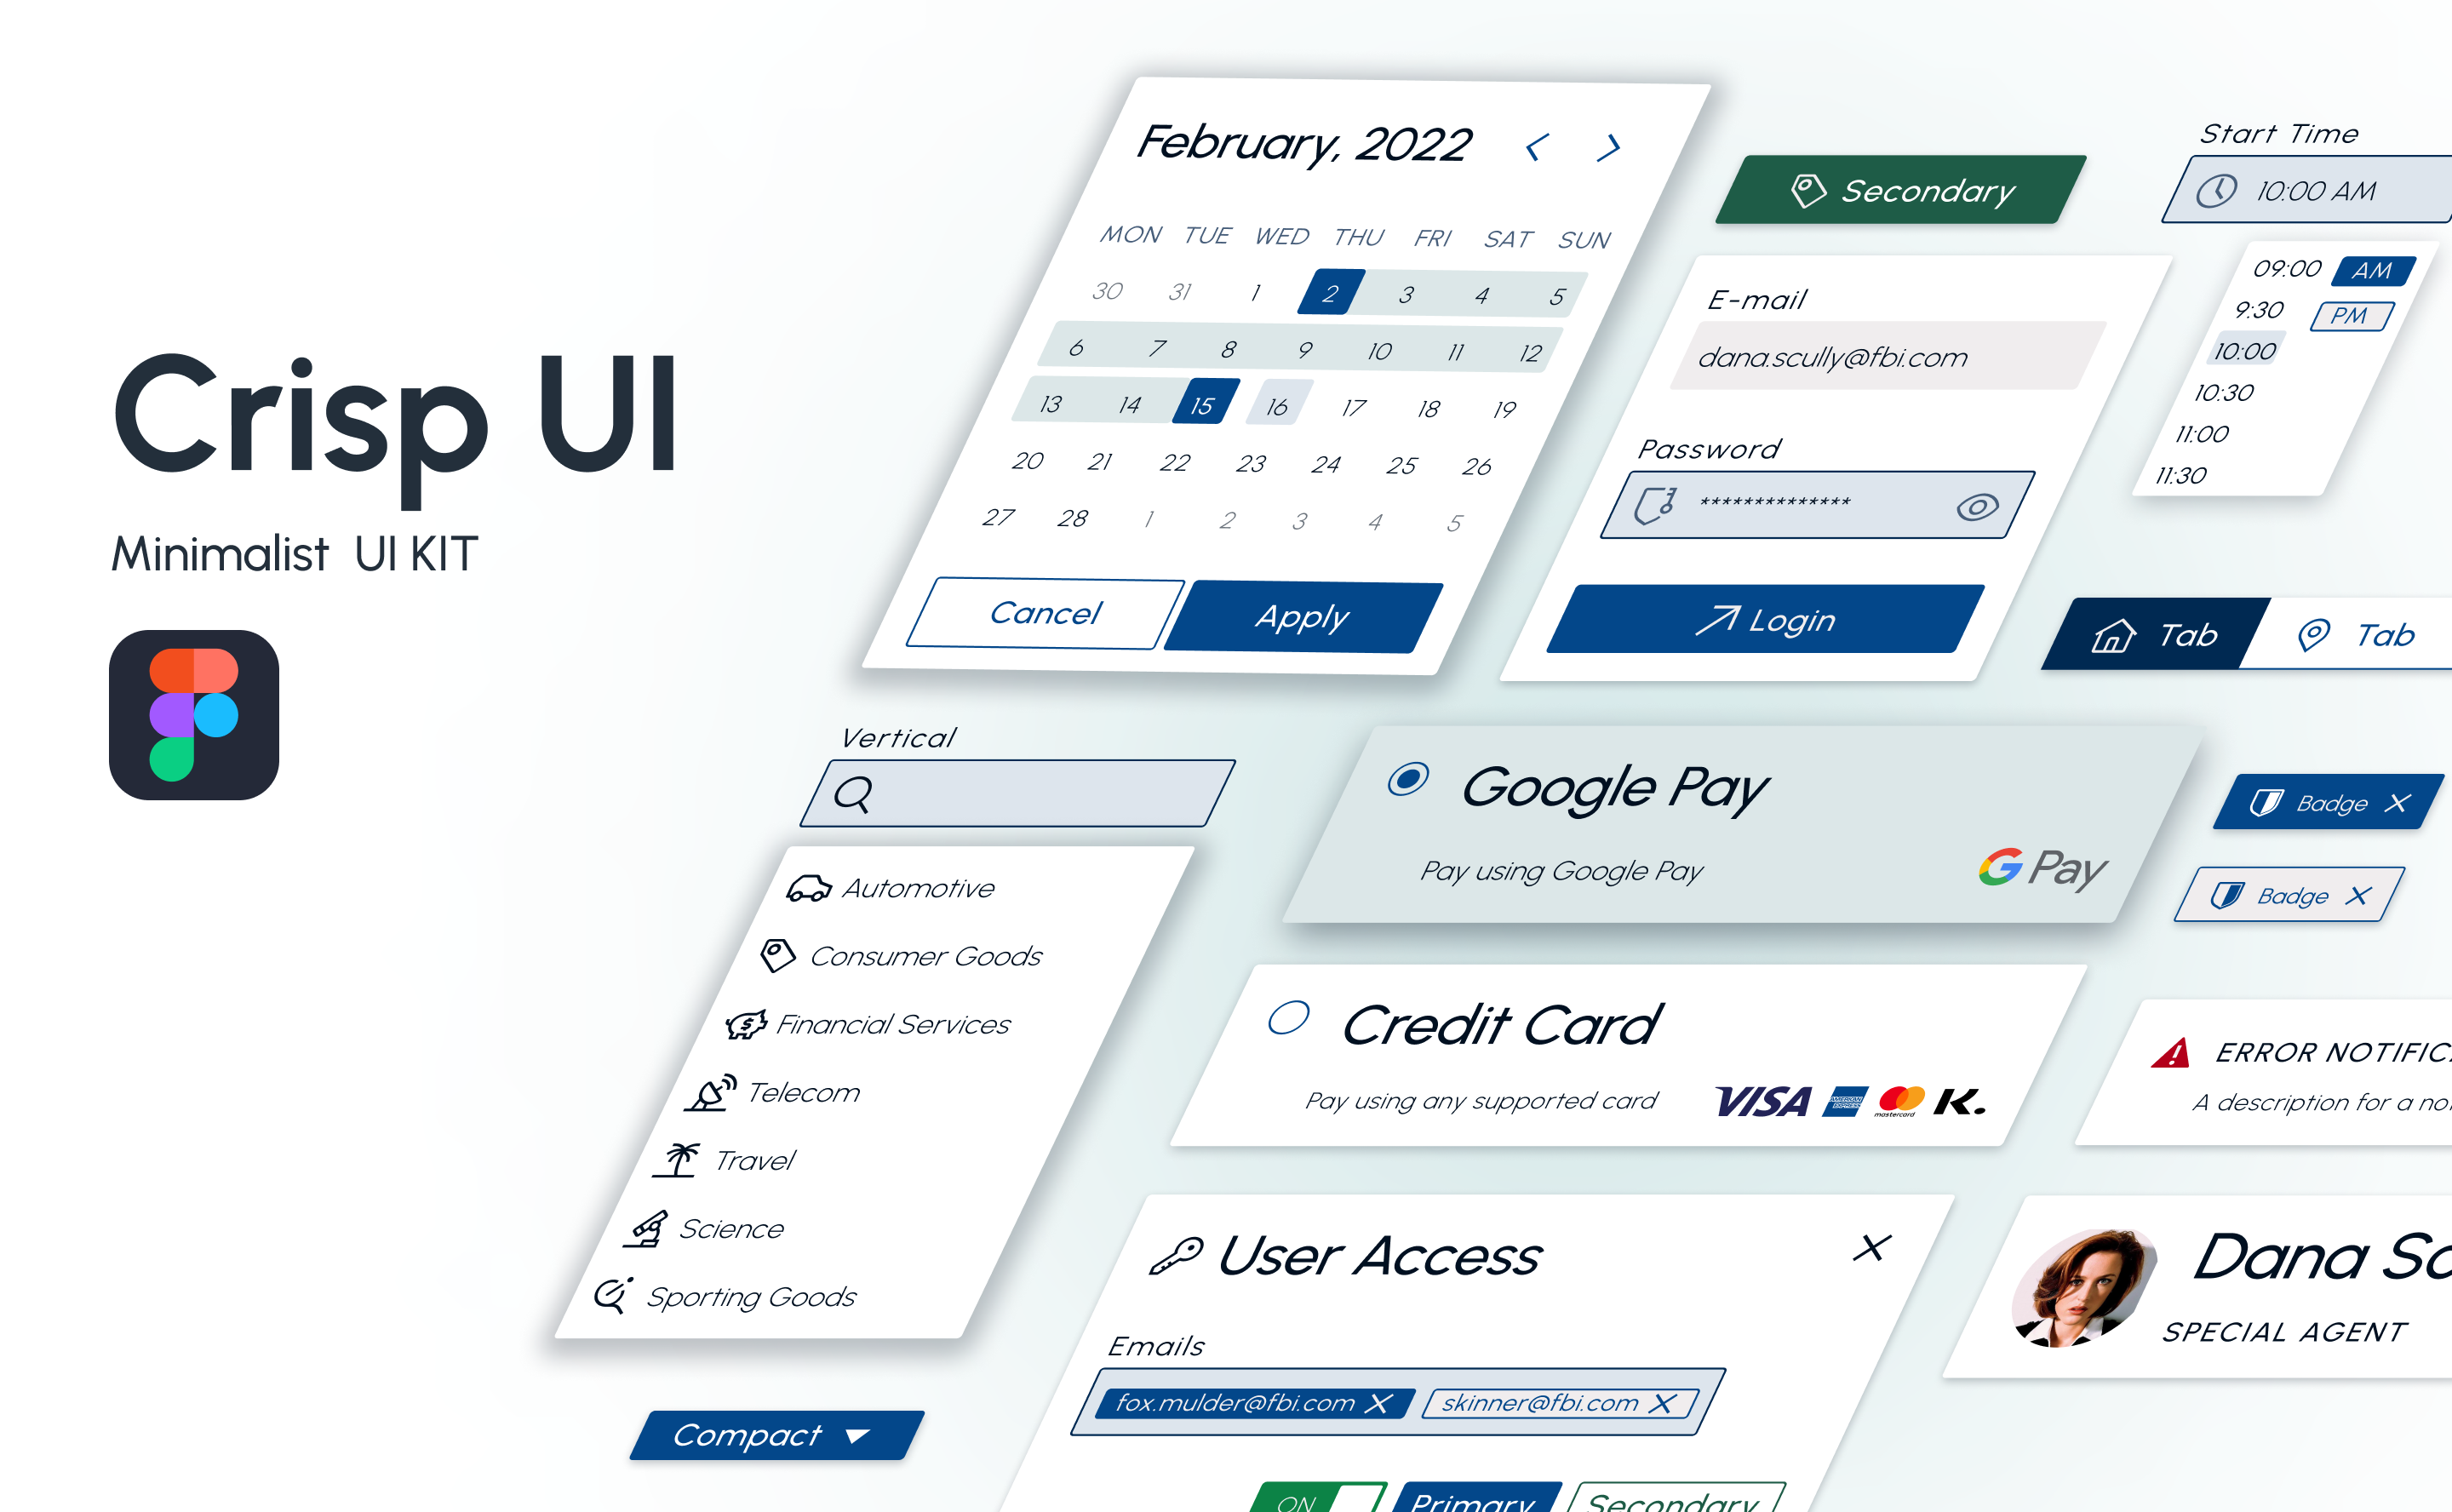 Crisp UI
Minimalist UI KIT
February, 2022
MON TUE WED THU FRI SAT SUN
30 31 1 2 3 4 5
6 7 8 9 10 11 12
13 14 15 16 17 18 19
20 21 22 23 24 25 26
27 28 1 2 3 4 5
Cancel Apply
Secondary
E-mail
dana.scully@fbi.com
Password
**************
Login
Start Time
10:00 AM
09:00 AM
9:30 PM
10:00
10:30
11:00
11:30
Tab Tab
Vertical
Automotive
Consumer Goods
Financial Services
Telecom
Travel
Science
Sporting Goods
Compact
Google Pay
Pay using Google Pay
G Pay
Credit Card
Pay using any supported card
VISA AMERICAN EXPRESS mastercard K.
Badge
Badge
ERROR NOTIFIC
A description for a no
User Access
Emails
fox.mulder@fbi.com skinner@fbi.com
ON Primary Secondary
Dana Sc
SPECIAL AGENT